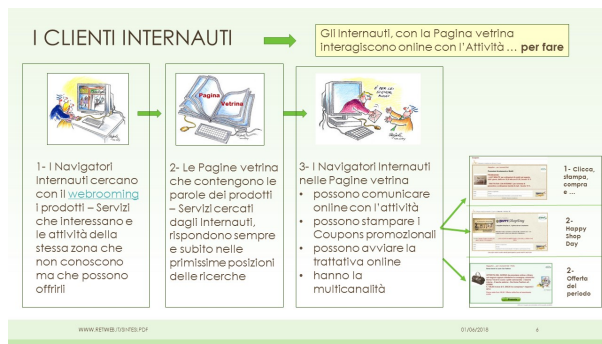 I CLIENTI INTERNAUTI
Gli Internauti, con la Pagina vetrina
interagiscono online con l'Attività … per fare
Pagina
Vetrina
1- I Navigatori
Internauti cercano
con il webrooming
i prodotti – Servizi
che interessano e
le attività della
stessa zona che
non conoscono
ma che possono
offrirli
2- Le Pagine vetrina
che contengono le
parole dei prodotti
– Servizi cercati
dagli Internauti,
rispondono sempre
e subito nelle
primissime posizioni
delle ricerche
3- I Navigatori Internauti
nelle Pagine vetrina
• possono comunicare
online con l'attività
• possono stampare i
Coupons promozionali
• possono avviare la
trattativa online
• hanno la
multicanalità
1- Clicca,
stampa,
compra
e …
2-
Happy
Shop
Day
2-
Offerta
del
periodo
WWW.RETWEB.IT/SINTESI.PDF
01/06/2018